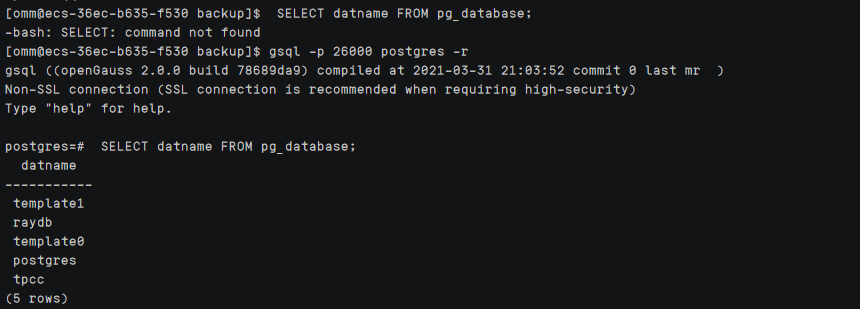 [omm@ecs-36ec-b635-f530 backup]$  SELECT datname FROM pg_database;
-bash: SELECT: command not found
[omm@ecs-36ec-b635-f530 backup]$ gsql -p 26000 postgres -r
gsql ((openGauss 2.0.0 build 78689da9) compiled at 2021-03-31 21:03:52 commit 0 last mr  )
Non-SSL connection (SSL connection is recommended when requiring high-security)
Type "help" for help.

postgres=#  SELECT datname FROM pg_database;
  datname
-----------
 template1
 raydb
 template0
 postgres
 tpcc
(5 rows)